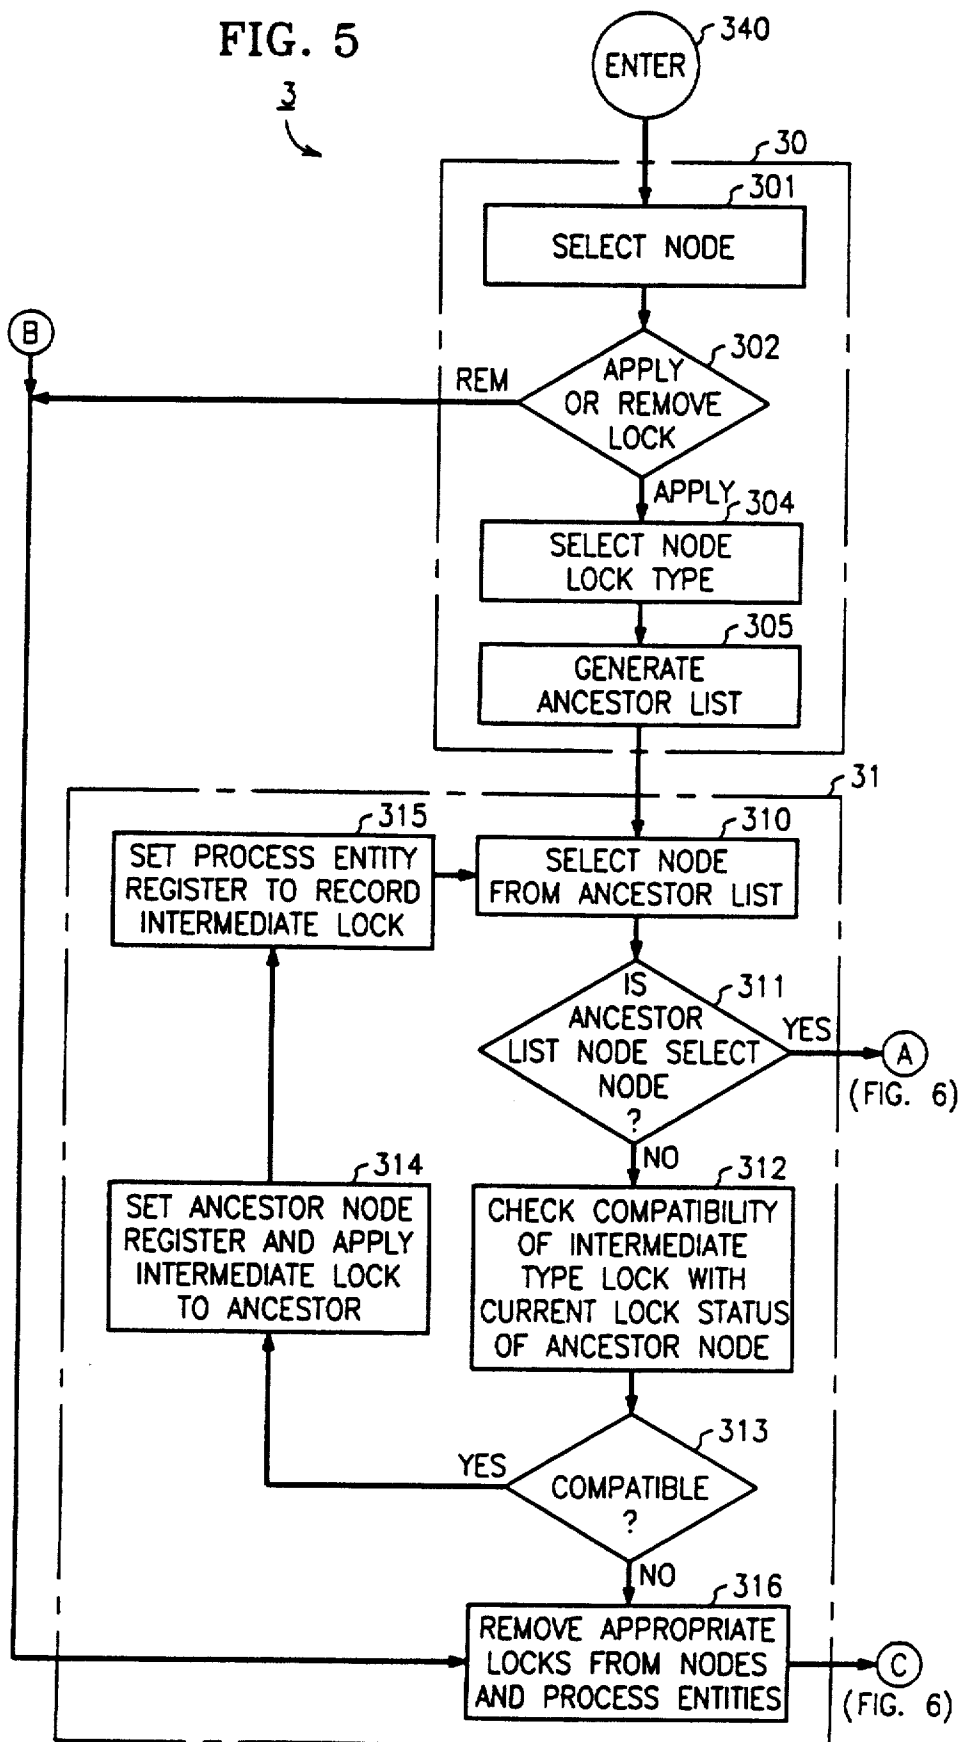 FIG. 5
3
ENTER
340
30
301
SELECT NODE
B
302
APPLY
OR REMOVE
LOCK
REM
APPLY
304
SELECT NODE
LOCK TYPE
305
GENERATE
ANCESTOR LIST
31
315
SET PROCESS ENTITY
REGISTER TO RECORD
INTERMEDIATE LOCK
310
SELECT NODE
FROM ANCESTOR LIST
311
IS
ANCESTOR
LIST NODE SELECT
NODE
?
YES
A
(FIG. 6)
NO
314
SET ANCESTOR NODE
REGISTER AND APPLY
INTERMEDIATE LOCK
TO ANCESTOR
312
CHECK COMPATIBILITY
OF INTERMEDIATE
TYPE LOCK WITH
CURRENT LOCK STATUS
OF ANCESTOR NODE
313
YES
COMPATIBLE
?
NO
316
REMOVE APPROPRIATE
LOCKS FROM NODES
AND PROCESS ENTITIES
C
(FIG. 6)